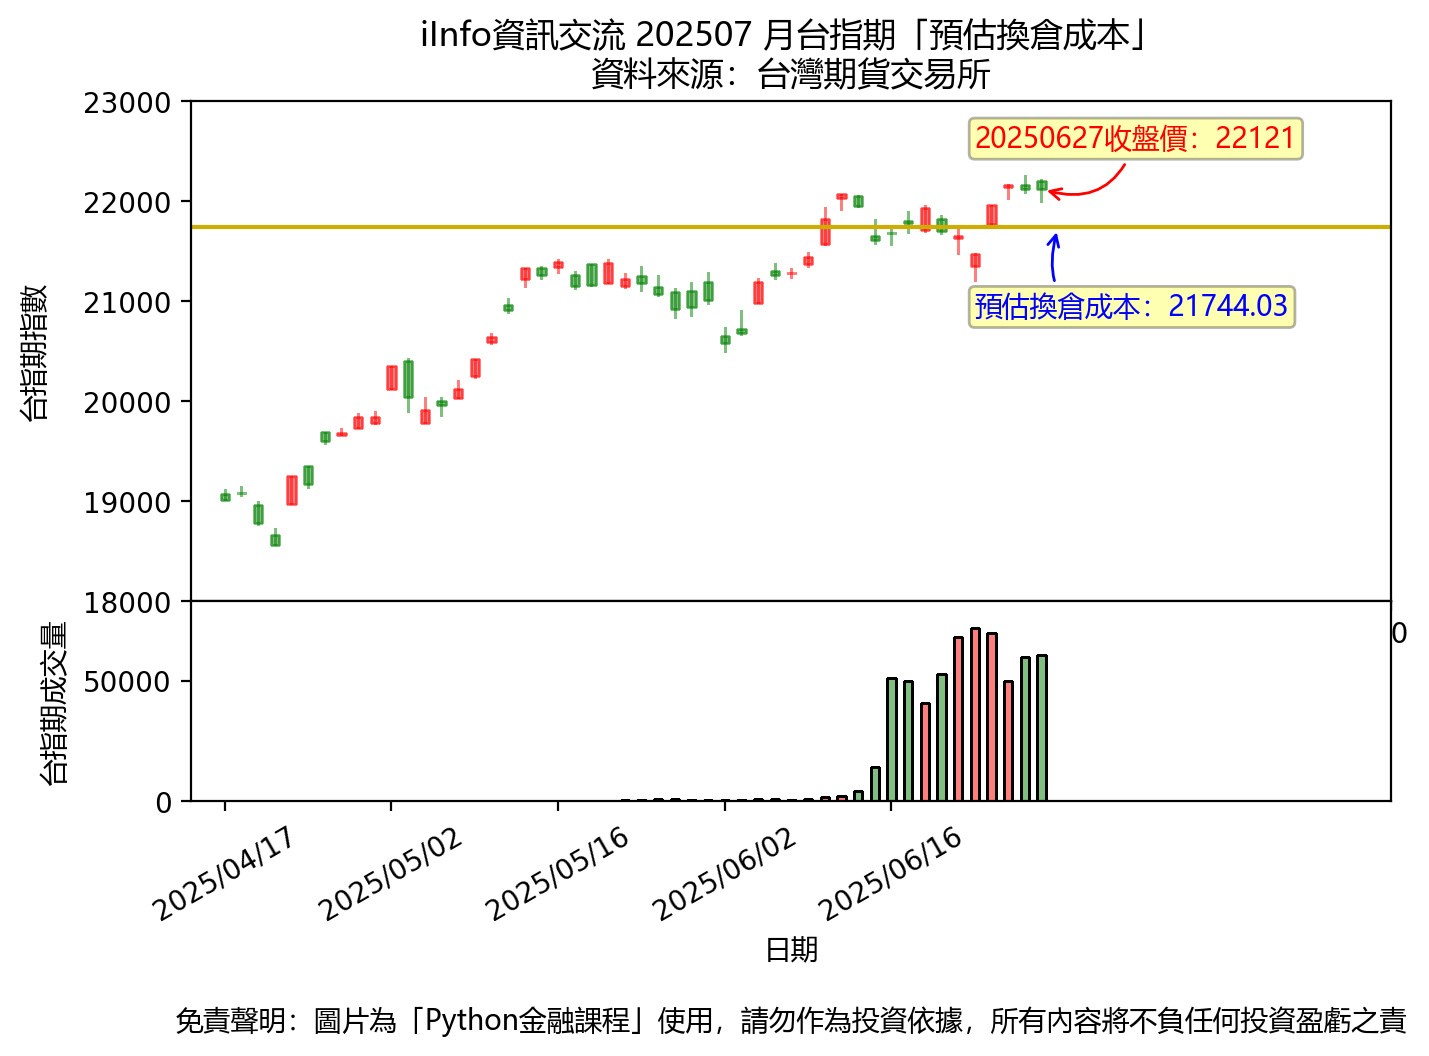 iInfo資訊交流 202507 月台指期「預估換倉成本」
資料來源：台灣期貨交易所
23000
20250627收盤價：22121
22000
預估換倉成本：21744.03
21000
台指期指數
20000
19000
18000
0
台指期成交量
50000
0
2025/04/17
2025/05/02
2025/05/16
2025/06/02
2025/06/16
日期
免責聲明：圖片為「Python金融課程」使用，請勿作為投資依據，所有內容將不負任何投資盈虧之責